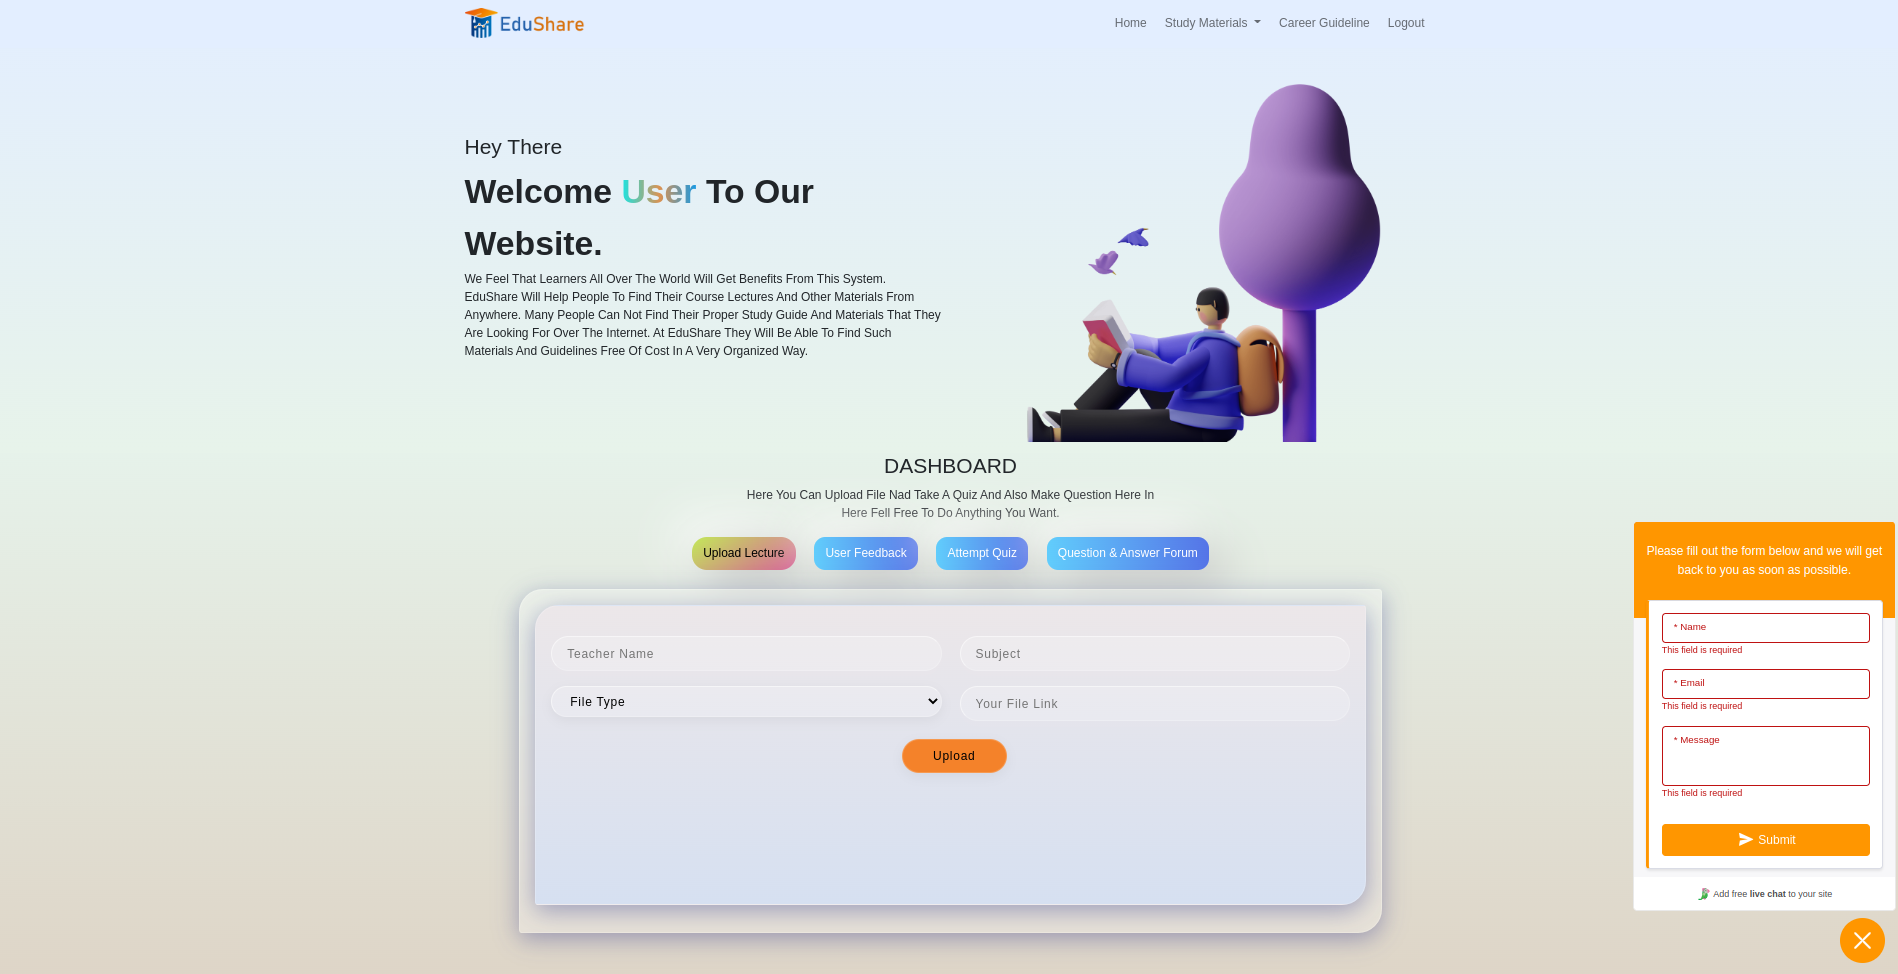 EduShare
Home Study Materials Career Guideline Logout
Hey There
Welcome User To Our
Website.
We Feel That Learners All Over The World Will Get Benefits From This System.
EduShare Will Help People To Find Their Course Lectures And Other Materials From
Anywhere. Many People Can Not Find Their Proper Study Guide And Materials That They
Are Looking For Over The Internet. At EduShare They Will Be Able To Find Such
Materials And Guidelines Free Of Cost In A Very Organized Way.
DASHBOARD
Here You Can Upload File Nad Take A Quiz And Also Make Question Here In
Here Fell Free To Do Anything You Want.
Upload Lecture User Feedback Attempt Quiz Question & Answer Forum
Teacher Name Subject
File Type Your File Link
Upload
Please fill out the form below and we will get
back to you as soon as possible.
* Name
This field is required
* Email
This field is required
* Message
This field is required
Submit
Add free live chat to your site